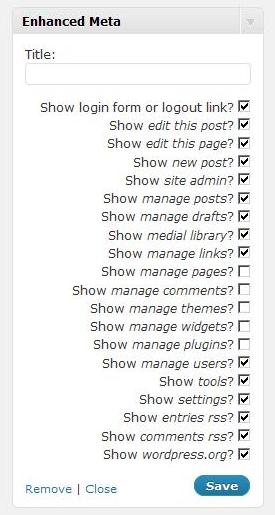 Enhanced Meta
Title:
Show login form or logout link?
Show edit this post?
Show edit this page?
Show new post?
Show site admin?
Show manage posts?
Show manage drafts?
Show medial library?
Show manage links?
Show manage pages?
Show manage comments?
Show manage themes?
Show manage widgets?
Show manage plugins?
Show manage users?
Show tools?
Show settings?
Show entries rss?
Show comments rss?
Show wordpress.org?
Remove | Close Save